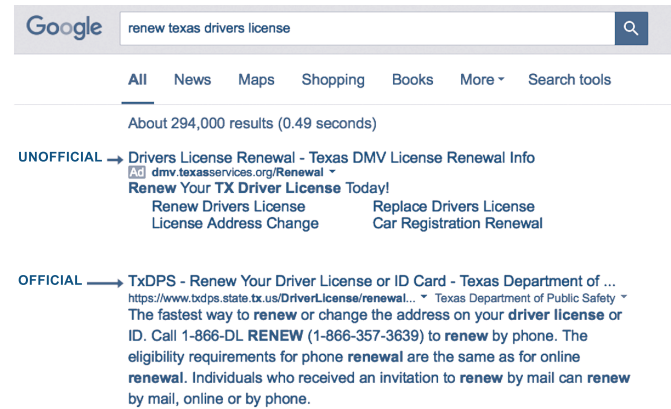 Google renew texas drivers license
All News Maps Shopping Books More Search tools
About 294,000 results (0.49 seconds)
UNOFFICIAL Drivers License Renewal - Texas DMV License Renewal Info
Ad dmv.texasservices.org/Renewal
Renew Your TX Driver License Today!
Renew Drivers License Replace Drivers License
License Address Change Car Registration Renewal
OFFICIAL TxDPS - Renew Your Driver License or ID Card - Texas Department of ...
https://www.txdps.state.tx.us/DriverLicense/renewal... Texas Department of Public Safety
The fastest way to renew or change the address on your driver license or
ID. Call 1-866-DL RENEW (1-866-357-3639) to renew by phone. The
eligibility requirements for phone renewal are the same as for online
renewal. Individuals who received an invitation to renew by mail can renew
by mail, online or by phone.